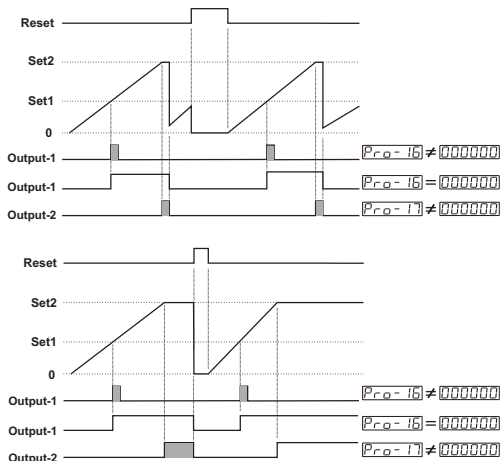 Reset
Set2
Set1
0
Output-1 Pro-16 ≠ 000000
Output-1 Pro-16 = 000000
Output-2 Pro-17 ≠ 000000
Reset
Set2
Set1
0
Output-1 Pro-16 ≠ 000000
Output-1 Pro-16 = 000000
Output-2 Pro-17 ≠ 000000